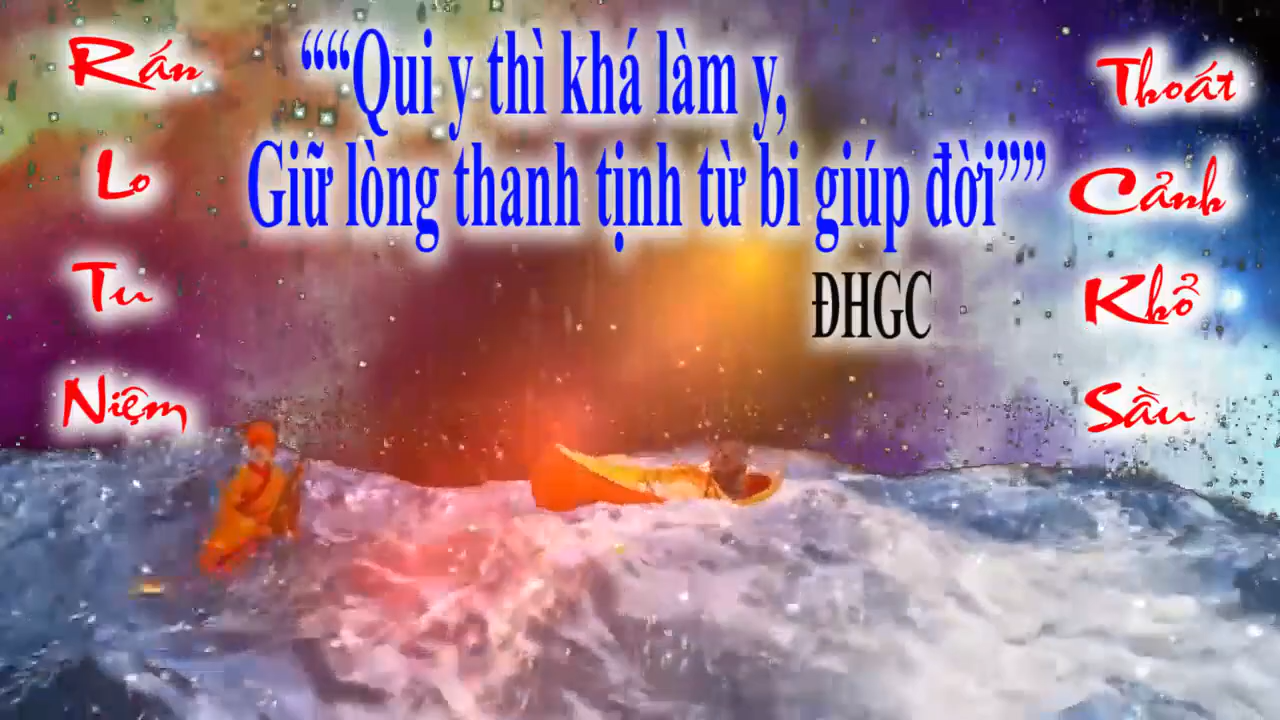 ““Qui y thì khá làm y,
Giữ lòng thanh tịnh từ bi giúp đời””
ĐHGC
Rán
Lo
Tu
Niệm
Thoát
Cảnh
Khổ
Sầu